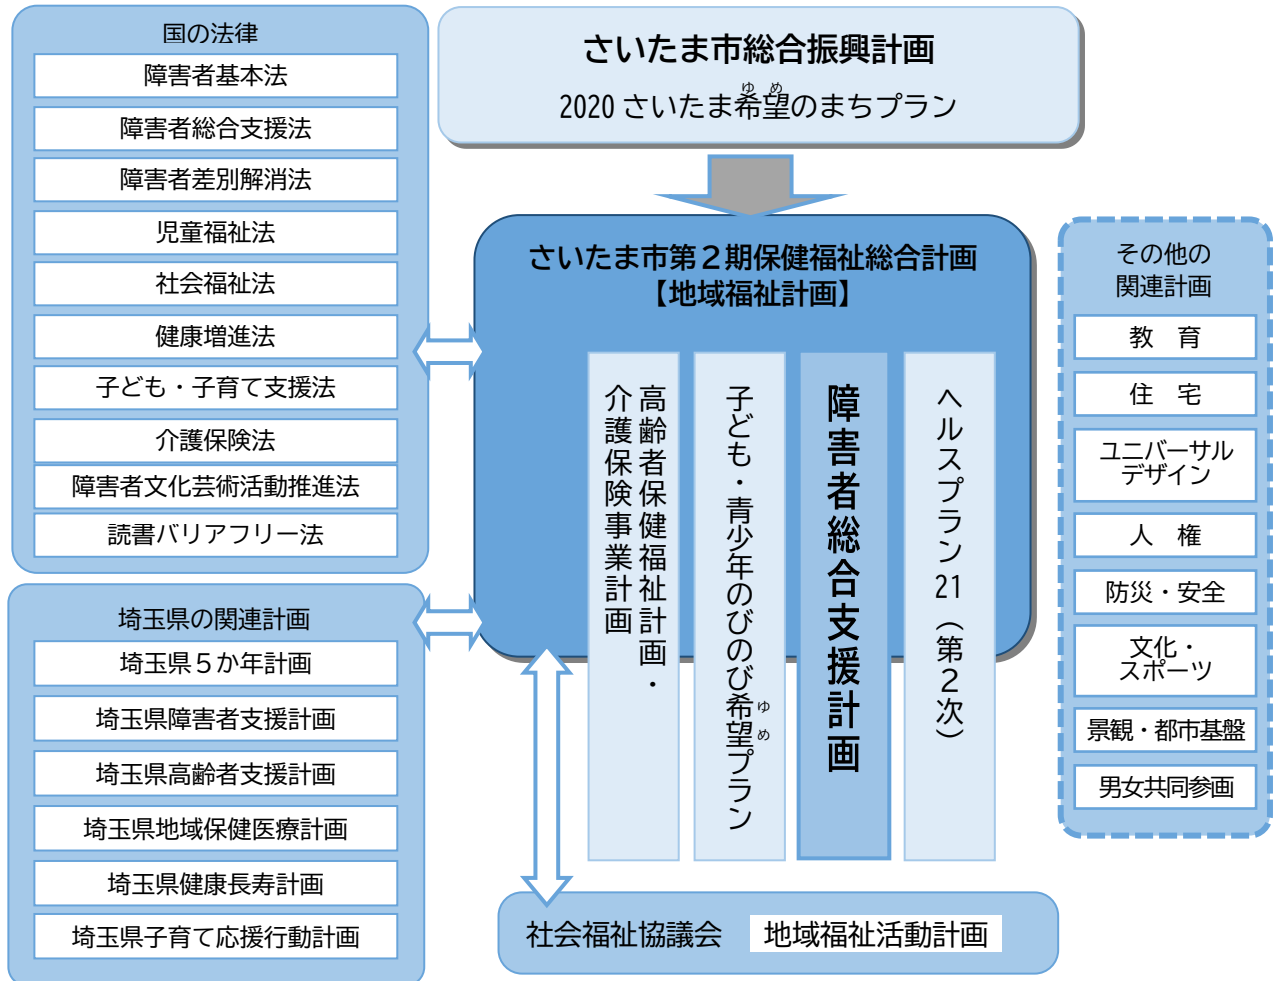 国の法律
障害者基本法
障害者総合支援法
障害者差別解消法
児童福祉法
社会福祉法
健康増進法
子ども・子育て支援法
介護保険法
障害者文化芸術活動推進法
読書バリアフリー法
埼玉県の関連計画
埼玉県５か年計画
埼玉県障害者支援計画
埼玉県高齢者支援計画
埼玉県地域保健医療計画
埼玉県健康長寿計画
埼玉県子育て応援行動計画
さいたま市総合振興計画
ゆめ
2020 さいたま希望のまちプラン
さいたま市第２期保健福祉総合計画
【地域福祉計画】
高齢者保健福祉計画・
介護保険事業計画
子ども・青少年のびのび希望プラン
ゆめ
障害者総合支援計画
ヘルスプラン 21（第２次）
社会福祉協議会 地域福祉活動計画
その他の
関連計画
教　育
住　宅
ユニバーサル
デザイン
人　権
防災・安全
文化・
スポーツ
景観・都市基盤
男女共同参画